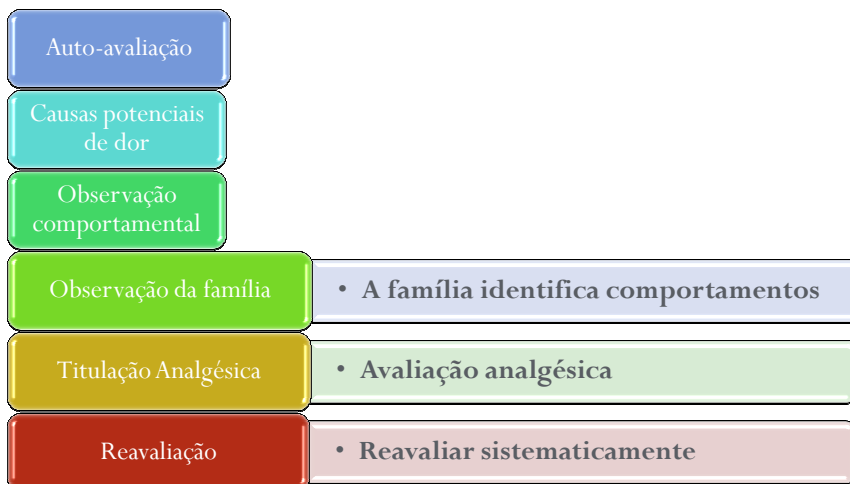 Auto-avaliação
Causas potenciais
de dor
Observação
comportamental
Observação da família
• A família identifica comportamentos
Titulação Analgésica
• Avaliação analgésica
Reavaliação
• Reavaliar sistematicamente